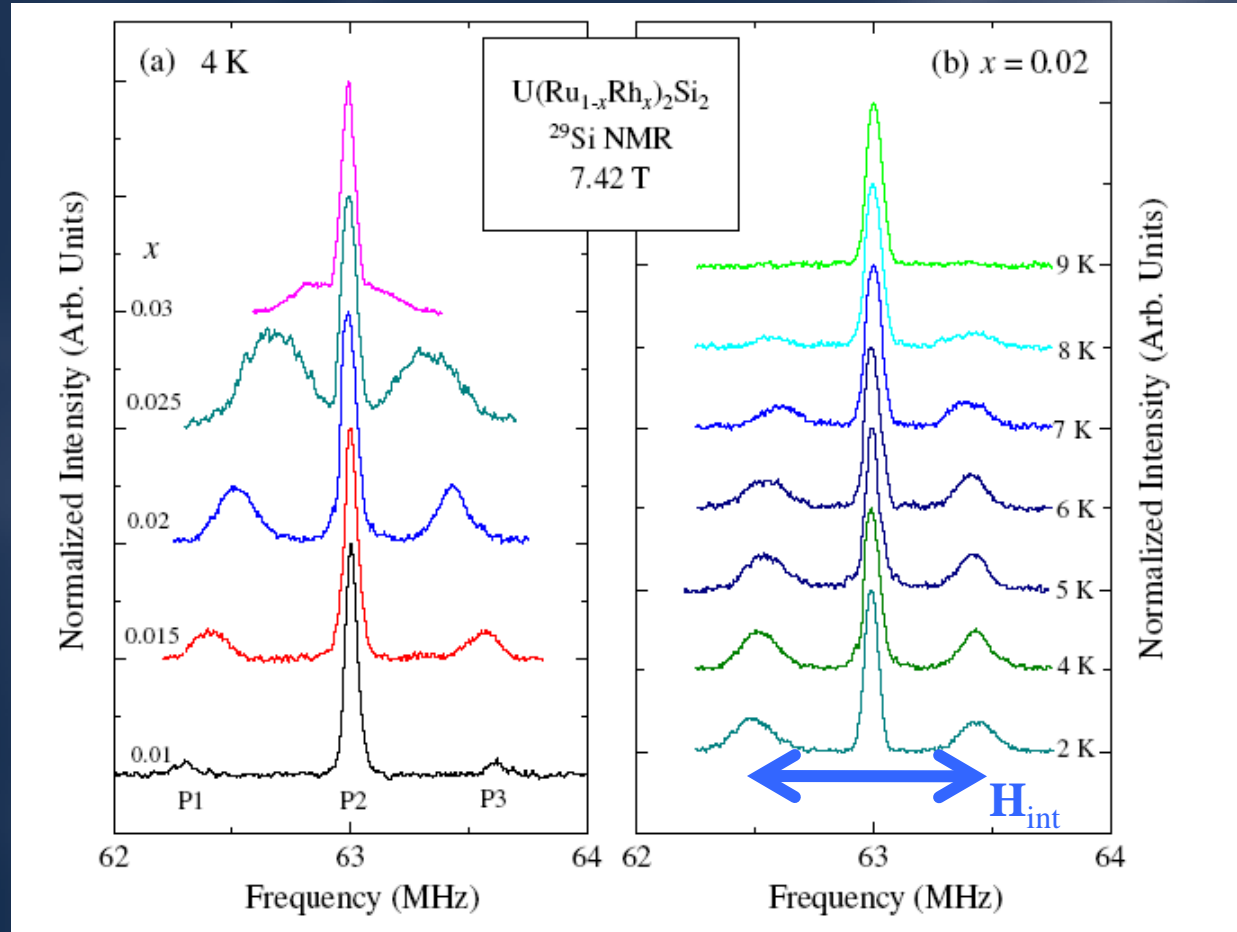 (a) 4 K
U(Ru1-xRhx)2Si2
29Si NMR
7.42 T
(b) x = 0.02
Normalized Intensity (Arb. Units)
x
0.03
0.025
0.02
0.015
0.01
P1 P2 P3
62 63 64
Frequency (MHz)
9 K
8 K
7 K
6 K
5 K
4 K
2 K
Hint
62 63 64
Frequency (MHz)
Normalized Intensity (Arb. Units)